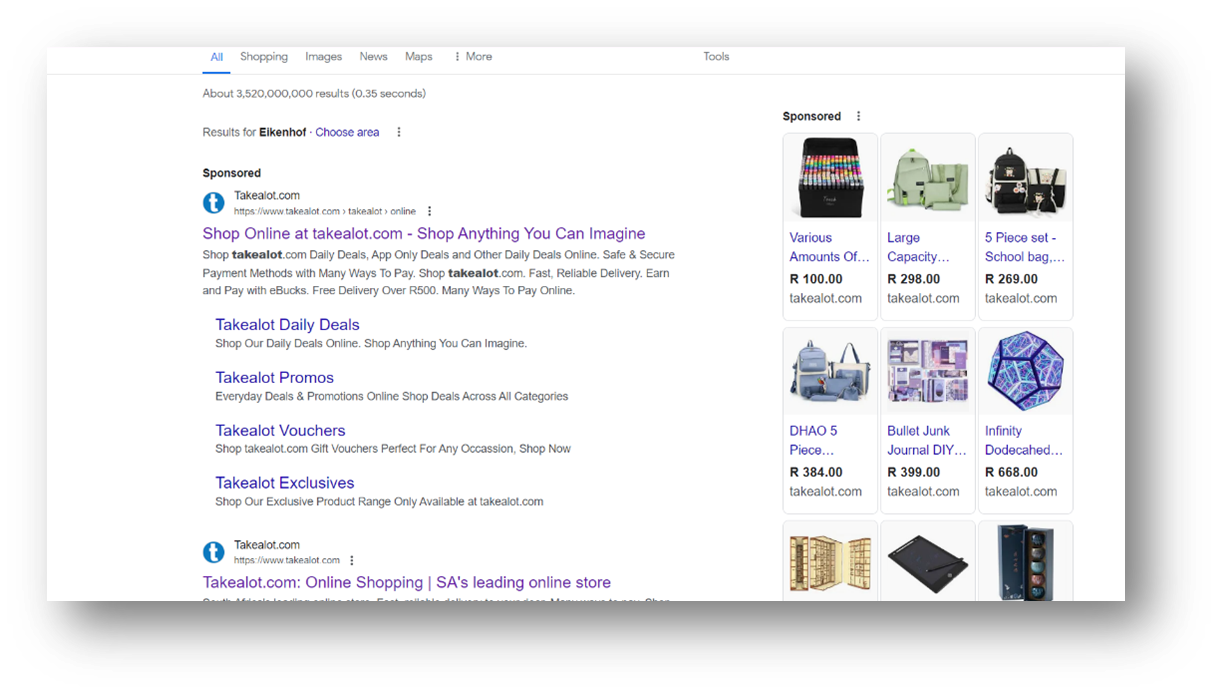 All Shopping Images News Maps More Tools
About 3,520,000,000 results (0.35 seconds)
Results for Eikenhof · Choose area
Sponsored
Takealot.com
https://www.takealot.com › takealot › online
Shop Online at takealot.com - Shop Anything You Can Imagine
Shop takealot.com Daily Deals, App Only Deals and Other Daily Deals Online. Safe & Secure
Payment Methods with Many Ways To Pay. Shop takealot.com. Fast, Reliable Delivery. Earn
and Pay with eBucks. Free Delivery Over R500. Many Ways To Pay Online.
Takealot Daily Deals
Shop Our Daily Deals Online. Shop Anything You Can Imagine.
Takealot Promos
Everyday Deals & Promotions Online Shop Deals Across All Categories
Takealot Vouchers
Shop takealot.com Gift Vouchers Perfect For Any Occassion, Shop Now
Takealot Exclusives
Shop Our Exclusive Product Range Only Available at takealot.com
Takealot.com
https://www.takealot.com
Takealot.com: Online Shopping | SA's leading online store
Sponsored
Various
Amounts Of...
R 100.00
takealot.com
Large
Capacity...
R 298.00
takealot.com
5 Piece set -
School bag,...
R 269.00
takealot.com
DHAO 5
Piece...
R 384.00
takealot.com
Bullet Junk
Journal DIY...
R 399.00
takealot.com
Infinity
Dodecahed...
R 668.00
takealot.com